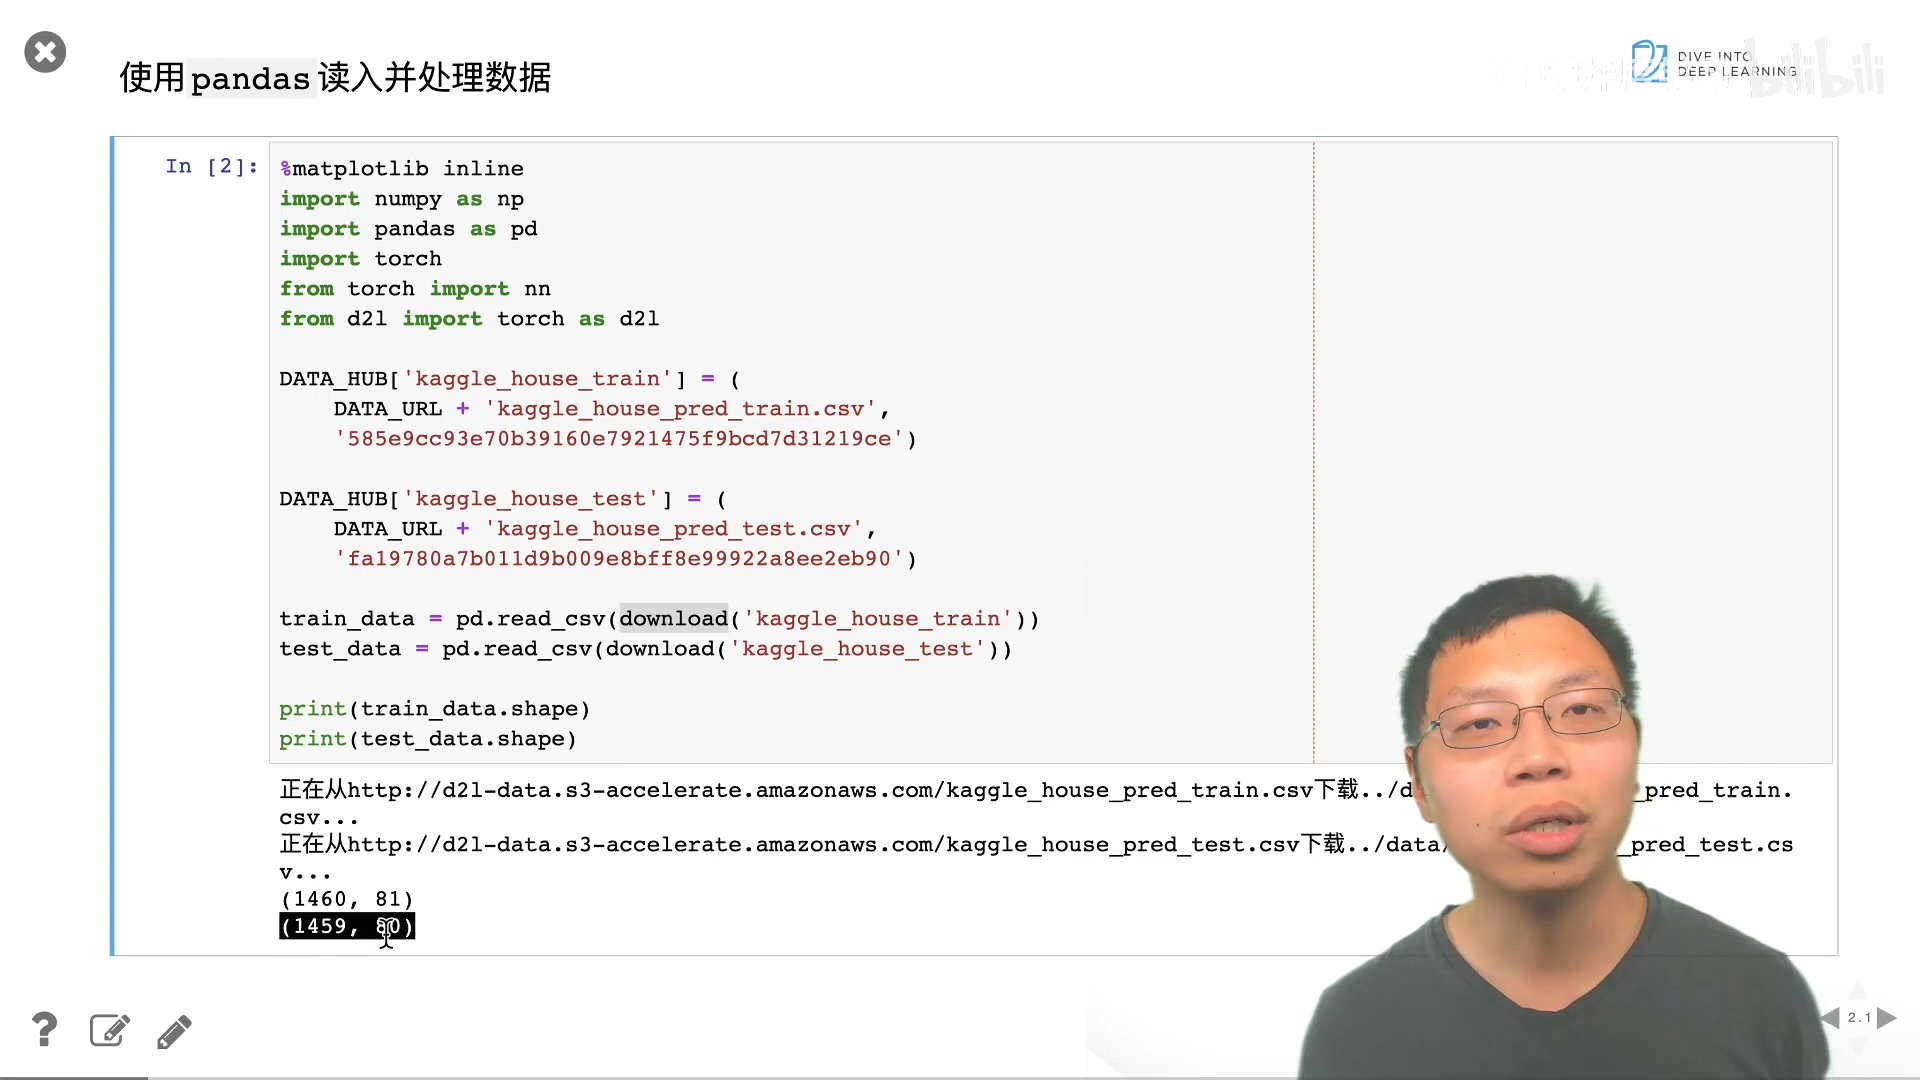 使用pandas读入并处理数据
DIVE INTO
DEEP LEARNING
bilibili
In [2]:
%matplotlib inline
import numpy as np
import pandas as pd
import torch
from torch import nn
from d2l import torch as d2l
DATA_HUB['kaggle_house_train'] = (
DATA_URL + 'kaggle_house_pred_train.csv',
'585e9cc93e70b39160e7921475f9bcd7d31219ce')
DATA_HUB['kaggle_house_test'] = (
DATA_URL + 'kaggle_house_pred_test.csv',
'fa19780a7b011d9b009e8bff8e99922a8ee2eb90')
train_data = pd.read_csv(download('kaggle_house_train'))
test_data = pd.read_csv(download('kaggle_house_test'))
print(train_data.shape)
print(test_data.shape)
正在从http://d2l-data.s3-accelerate.amazonaws.com/kaggle_house_pred_train.csv下载../d _pred_train.
csv...
正在从http://d2l-data.s3-accelerate.amazonaws.com/kaggle_house_pred_test.csv下载../data/ _pred_test.cs
v...
(1460, 81)
(1459, 80)
2.1